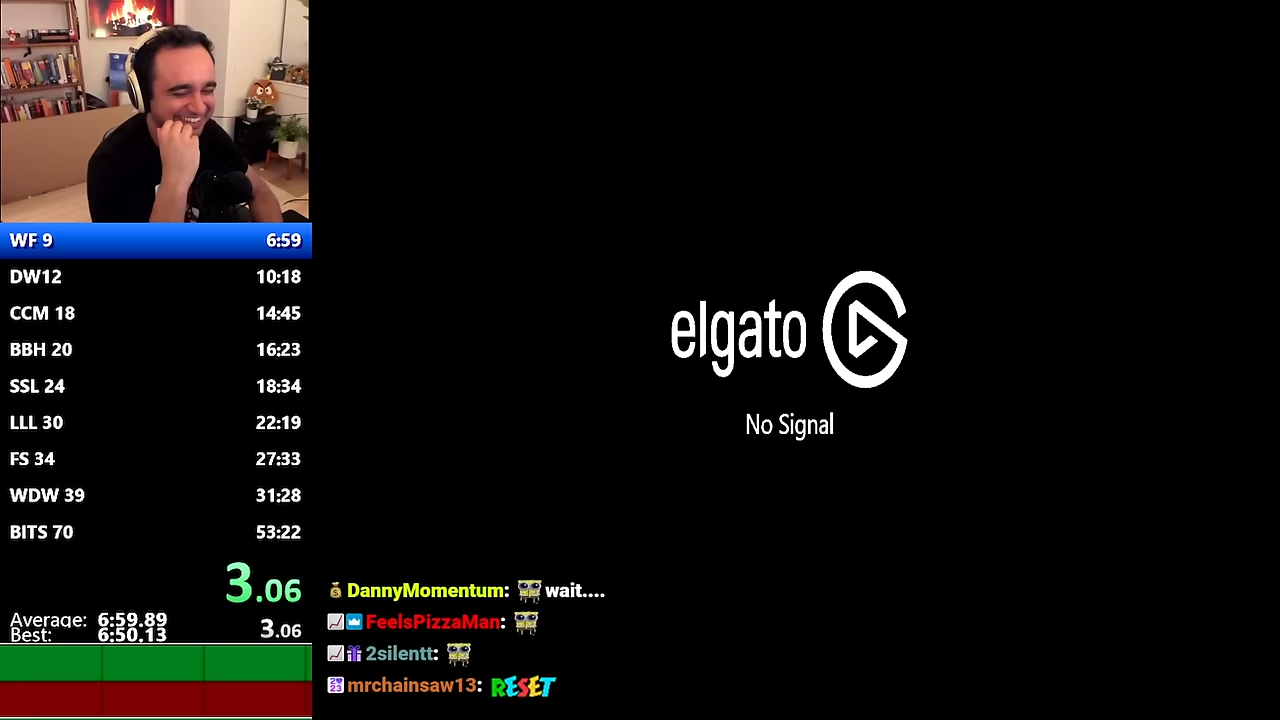 WF 9 6:59
DW12 10:18
CCM 18 14:45
BBH 20 16:23
SSL 24 18:34
LLL 30 22:19
FS 34 27:33
WDW 39 31:28
BITS 70 53:22
3.06
Average: 6:59.89
Best: 6:50.13 3.06
elgato
No Signal
DannyMomentum: wait....
FeelsPizzaMan:
2silentt:
mrchainsaw13: RESET